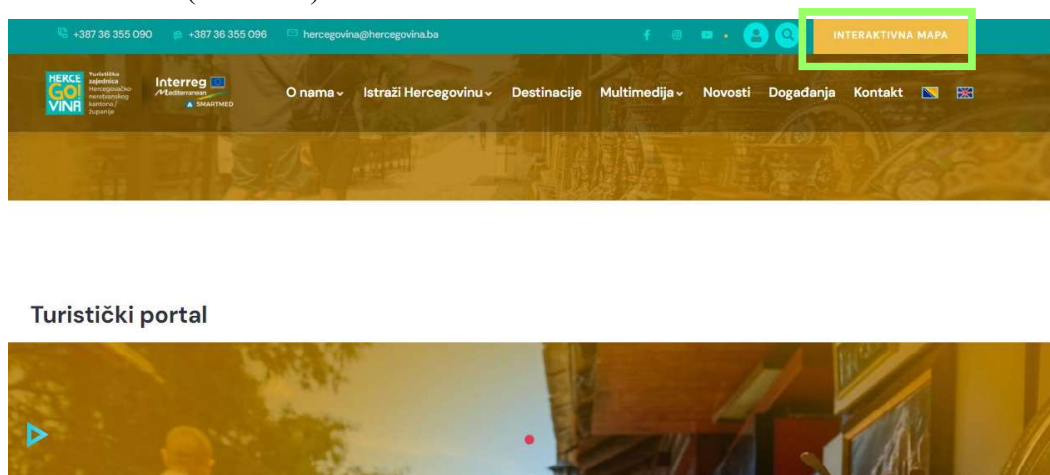 +387 36 355 090 +387 36 355 096 hercegovina@hercegovina.ba INTERAKTIVNA MAPA
HERCE
GO!
VINA
Turistička
zajednica
Hercegovačko-
neretvanskog
kantona /
županije
Interreg
Mediterranean
SMARTMED
O nama Istraži Hercegovinu Destinacije Multimedija Novosti Događanja Kontakt
Turistički portal